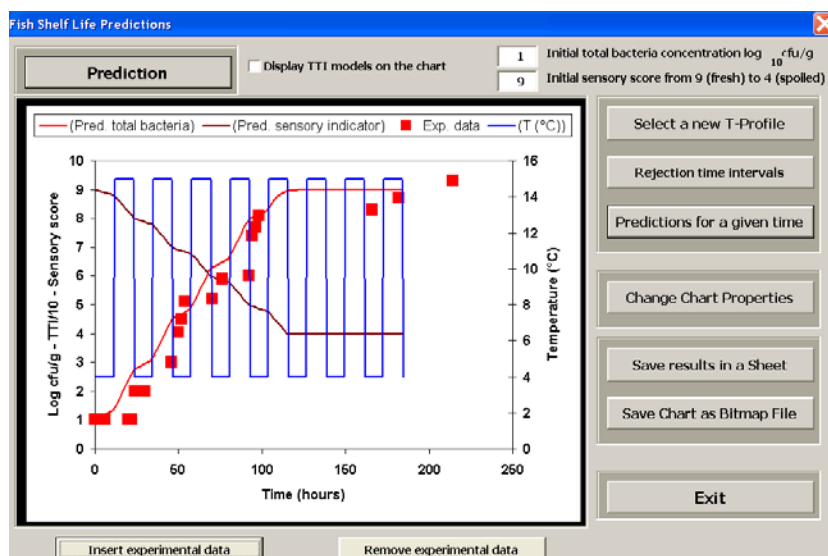 Fish Shelf Life Predictions
Prediction
Display TTI models on the chart
1 Initial total bacteria concentration log 10 cfu/g
9 Initial sensory score from 9 (fresh) to 4 (spoiled)
(Pred. total bacteria) (Pred. sensory indicator) Exp. data (T (°C))
Log cfu/g - TTI/10 - Sensory score
10
9
8
7
6
5
4
3
2
1
0
16
14
12
10
8
6
4
2
0
Temperature (°C)
0 50 100 150 200 250
Time (hours)
Select a new T-Profile
Rejection time intervals
Predictions for a given time
Change Chart Properties
Save results in a Sheet
Save Chart as Bitmap File
Exit
Insert experimental data
Remove experimental data